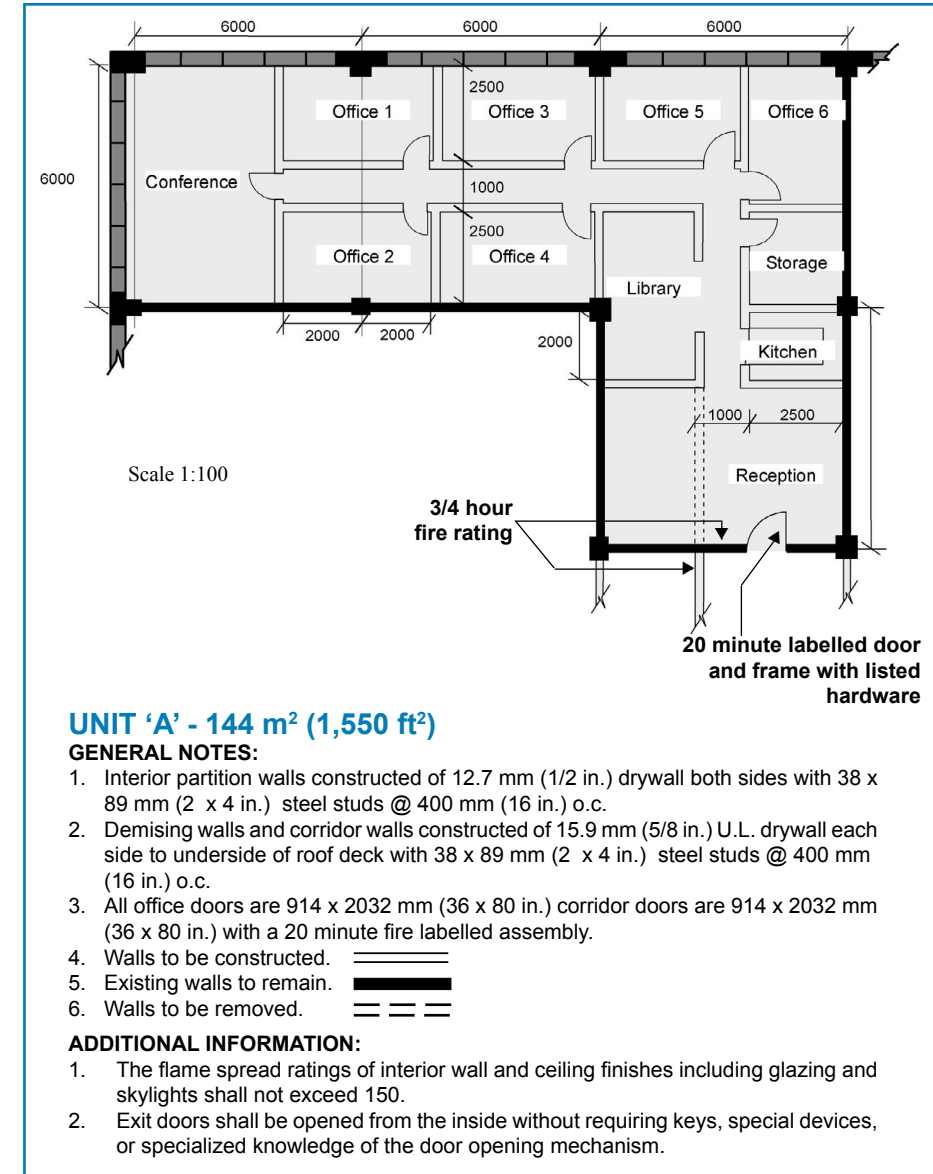 6000 6000 6000
2500
Office 1 Office 3 Office 5 Office 6
6000
Conference
1000
2500
Office 2 Office 4
Storage
Library
2000 2000
2000
Kitchen
1000 2500
Scale 1:100
Reception
3/4 hour
fire rating
20 minute labelled door
and frame with listed
hardware
UNIT ‘A’ - 144 m² (1,550 ft²)
GENERAL NOTES:
1. Interior partition walls constructed of 12.7 mm (1/2 in.) drywall both sides with 38 x
89 mm (2 x 4 in.) steel studs @ 400 mm (16 in.) o.c.
2. Demising walls and corridor walls constructed of 15.9 mm (5/8 in.) U.L. drywall each
side to underside of roof deck with 38 x 89 mm (2 x 4 in.) steel studs @ 400 mm
(16 in.) o.c.
3. All office doors are 914 x 2032 mm (36 x 80 in.) corridor doors are 914 x 2032 mm
(36 x 80 in.) with a 20 minute fire labelled assembly.
4. Walls to be constructed.
5. Existing walls to remain.
6. Walls to be removed.
ADDITIONAL INFORMATION:
1. The flame spread ratings of interior wall and ceiling finishes including glazing and
skylights shall not exceed 150.
2. Exit doors shall be opened from the inside without requiring keys, special devices,
or specialized knowledge of the door opening mechanism.